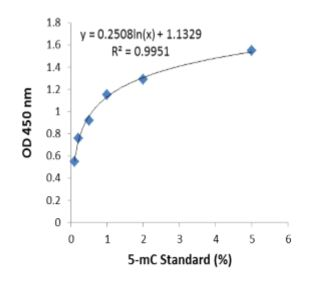 1.8
y = 0.2508ln(x) + 1.1329
1.6
R² = 0.9951
1.4
1.2
1
0.8
0.6
0.4
0.2
0
OD 450 nm
0 1 2 3 4 5 6
5-mC Standard (%)